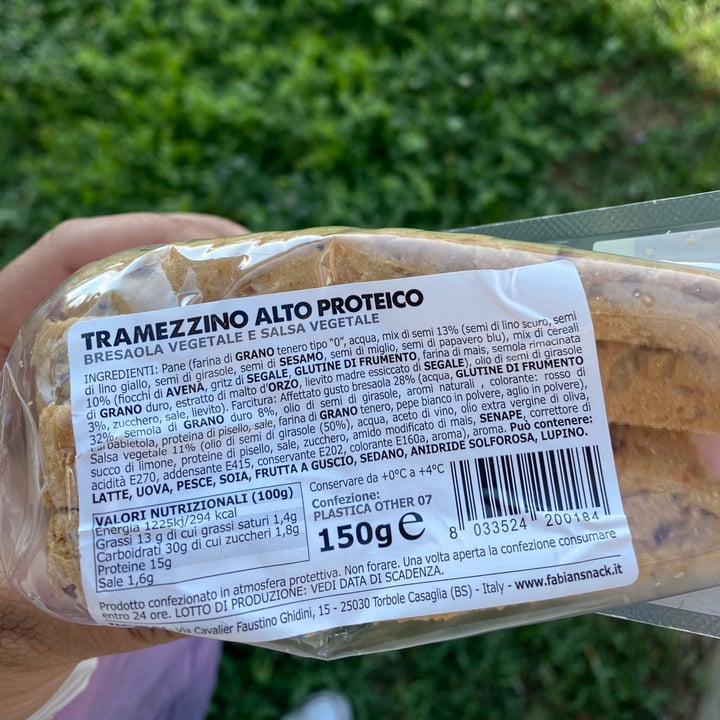 TRAMEZZINO ALTO PROTEICO
BRESAOLA VEGETALE E SALSA VEGETALE
INGREDIENTI: Pane (farina di GRANO tenero tipo "0", acqua, mix di semi 13% (semi di lino scuro, semi
di lino giallo, semi di girasole, semi di SESAMO, semi di miglio, semi di papavero blu), mix di cereali
10% (fiocchi di AVENA, gritz di SEGALE, GLUTINE DI FRUMENTO, farina di mais, semola rimacinata
di GRANO duro, estratto di malto d'ORZO, lievito madre essiccato di SEGALE), olio di semi di girasole
3%, zucchero, sale, lievito). Farcitura: Affettato gusto bresaola 28% (acqua, GLUTINE DI FRUMENTO
32%, semola di GRANO duro 8%, olio di semi di girasole, aromi naturali , colorante: rosso di
barbabietola, proteina di pisello, sale, farina di GRANO tenero, pepe bianco in polvere, aglio in polvere),
Salsa vegetale 11% (olio di semi di girasole (50%), acqua, aceto di vino, olio extra vergine di oliva,
succo di limone, proteine di pisello, sale, zucchero, amido modificato di mais, SENAPE, correttore di
acidità E270, addensante E415, conservante E202, colorante E160a, aroma), aroma. Può contenere:
LATTE, UOVA, PESCE, SOIA, FRUTTA A GUSCIO, SEDANO, ANIDRIDE SOLFOROSA, LUPINO.
VALORI NUTRIZIONALI (100g)
Energia 1225kj/294 kcal
Grassi 13 g di cui grassi saturi 1,4g
Carboidrati 30g di cui zuccheri 1,8g
Proteine 15g
Sale 1,6g
Conservare da +0°C a +4°C
Confezione:
PLASTICA OTHER 07
150g e
8 033524 200184
Prodotto confezionato in atmosfera protettiva. Non forare. Una volta aperta la confezione consumare
entro 24 ore. LOTTO DI PRODUZIONE: VEDI DATA DI SCADENZA.
Via Cavalier Faustino Ghidini, 15 - 25030 Torbole Casaglia (BS) - Italy - www.fabiansnack.it